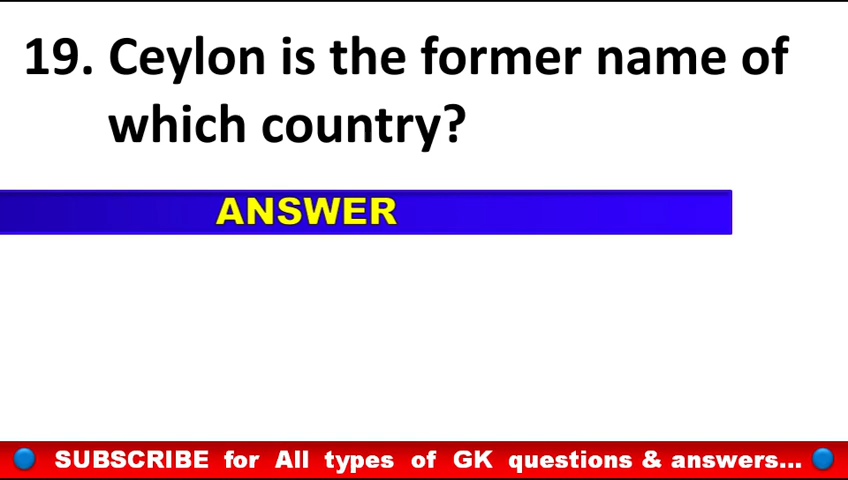 19. Ceylon is the former name of
which country?
ANSWER
SUBSCRIBE for All types of GK questions & answers...